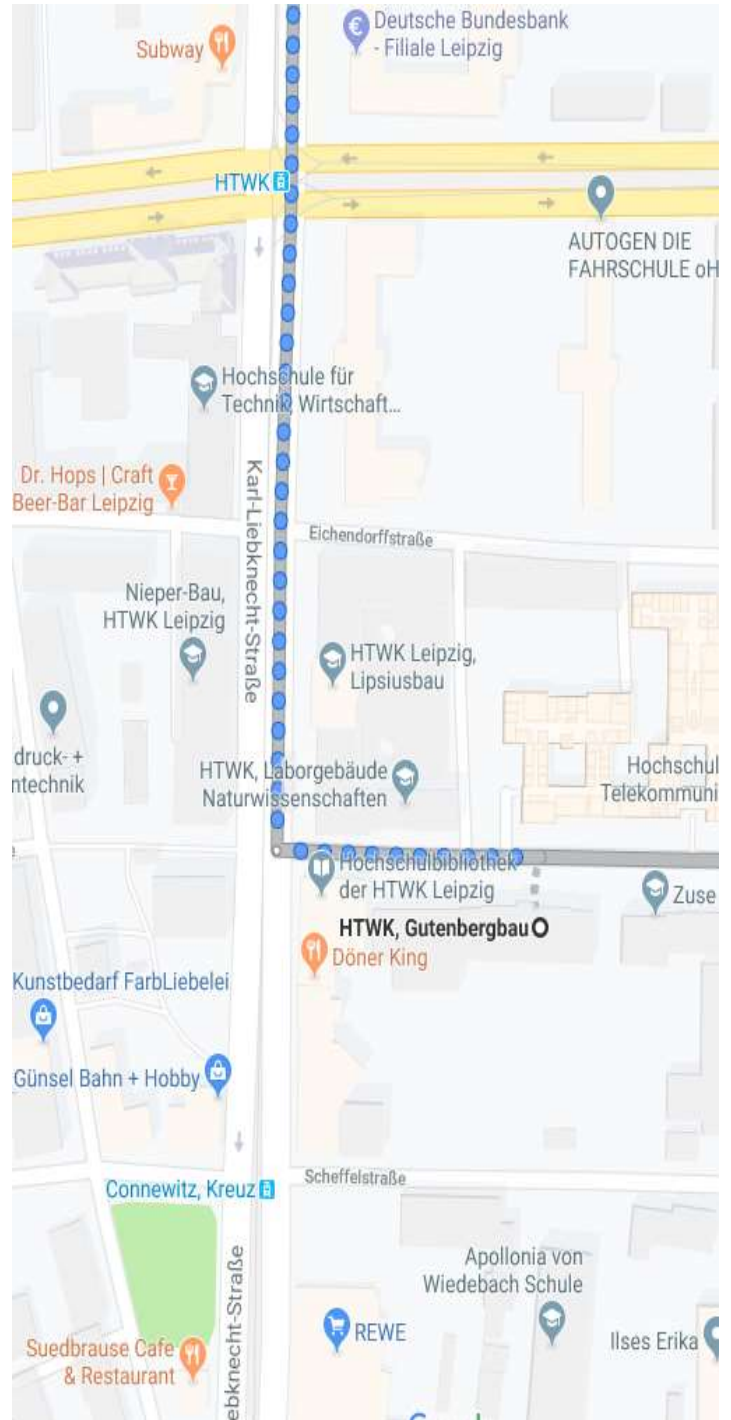 Deutsche Bundesbank
- Filiale Leipzig
Subway
HTWK
AUTOGEN DIE
FAHRSCHULE oH
Hochschule für
Technik, Wirtschaft...
Dr. Hops | Craft
Beer-Bar Leipzig
Karl-Liebknecht-Straße
Eichendorffstraße
Nieper-Bau,
HTWK Leipzig
HTWK Leipzig,
Lipsiusbau
druck- +
ntechnik
HTWK, Laborgebäude
Naturwissenschaften
Hochschul
Telekommuni
Hochschulbibliothek
der HTWK Leipzig
Zuse
HTWK, Gutenbergbau
Döner King
Kunstbedarf FarbLiebelei
Günsel Bahn + Hobby
Scheffelstraße
Connewitz, Kreuz
ebknecht-Straße
Apollonia von
Wiedebach Schule
REWE
Ilses Erika
Suedbrause Cafe
& Restaurant